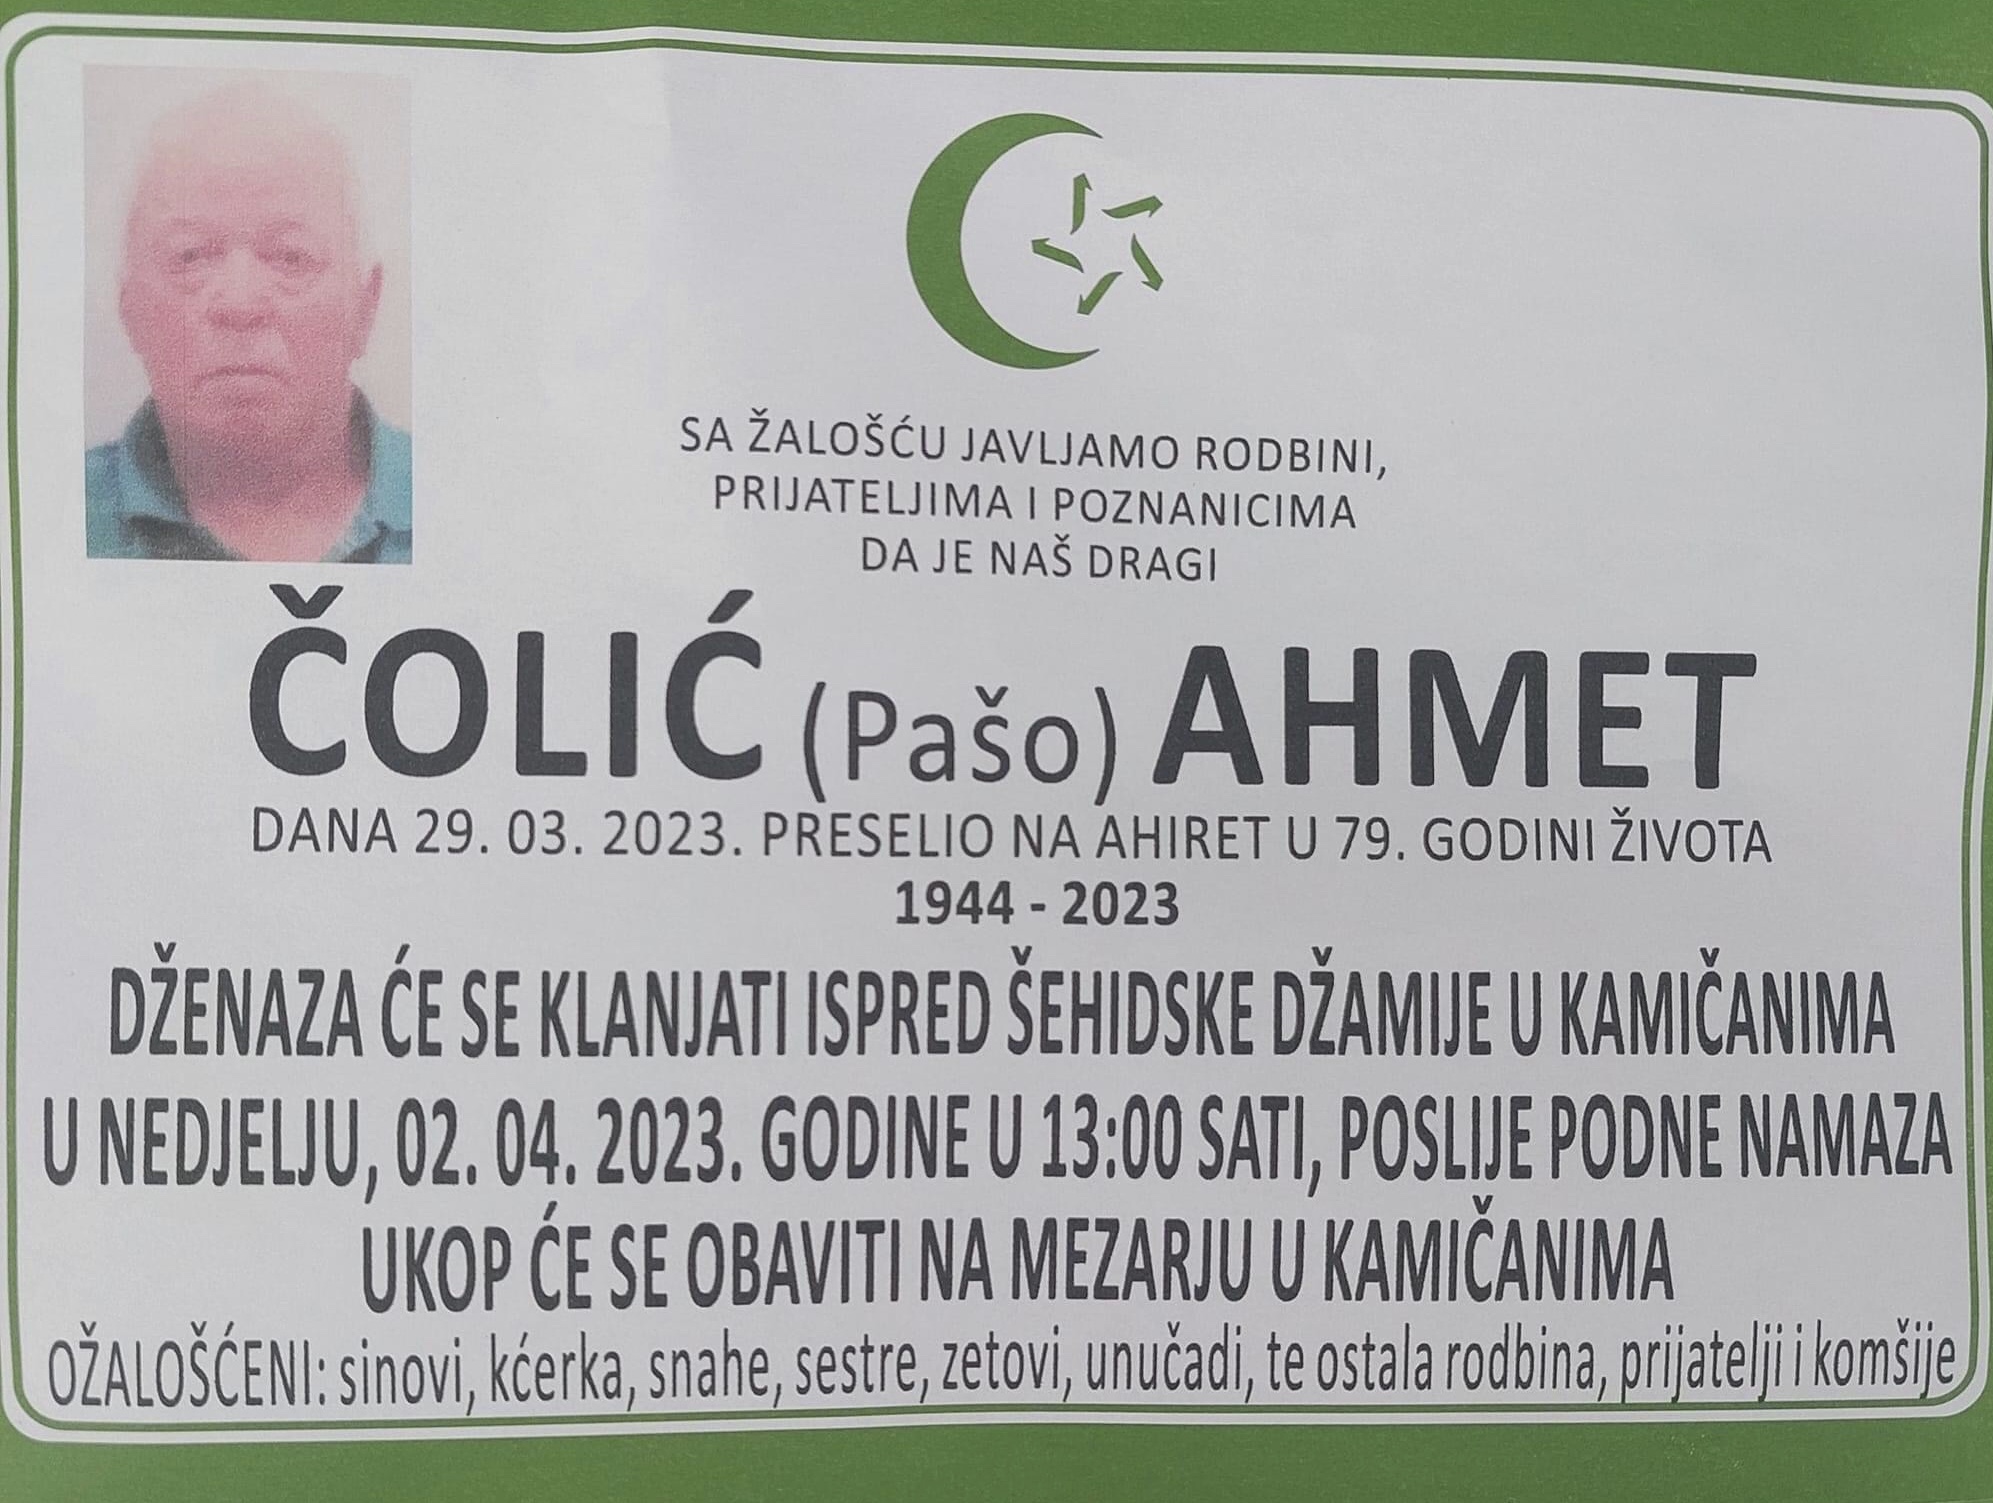 SA ŽALOŠĆU JAVLJAMO RODBINI,
PRIJATELJIMA I POZNANICIMA
DA JE NAŠ DRAGI
ČOLIĆ (Pašo) AHMET
DANA 29. 03. 2023. PRESELIO NA AHIRET U 79. GODINI ŽIVOTA
1944 - 2023
DŽENAZA ĆE SE KLANJATI ISPRED ŠEHIDSKE DŽAMIJE U KAMIČANIMA
U NEDJELJU, 02. 04. 2023. GODINE U 13:00 SATI, POSLIJE PODNE NAMAZA
UKOP ĆE SE OBAVITI NA MEZARJU U KAMIČANIMA
OŽALOŠĆENI: sinovi, kćerka, snahe, sestre, zetovi, unučadi, te ostala rodbina, prijatelji i komšije